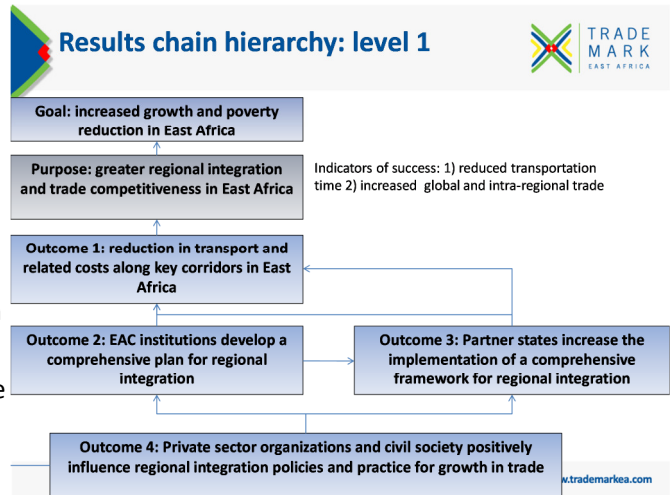 Results chain hierarchy: level 1
TRADE
MARK
EAST AFRICA
Goal: increased growth and poverty
reduction in East Africa
Purpose: greater regional integration
and trade competitiveness in East Africa
Indicators of success: 1) reduced transportation
time 2) increased global and intra-regional trade
Outcome 1: reduction in transport and
related costs along key corridors in East
Africa
Outcome 2: EAC institutions develop a
comprehensive plan for regional
integration
Outcome 3: Partner states increase the
implementation of a comprehensive
framework for regional integration
e
Outcome 4: Private sector organizations and civil society positively
influence regional integration policies and practice for growth in trade
w.trademarkea.com